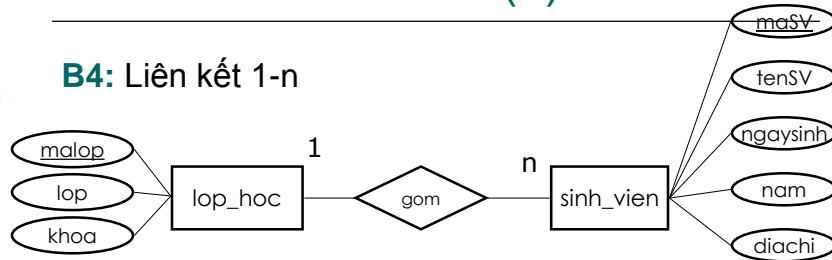 maSV
B4: Liên kết 1-n
tenSV
ngaysinh
malop
1
n
lop
lop_hoc
gom
sinh_vien
nam
khoa
diachi